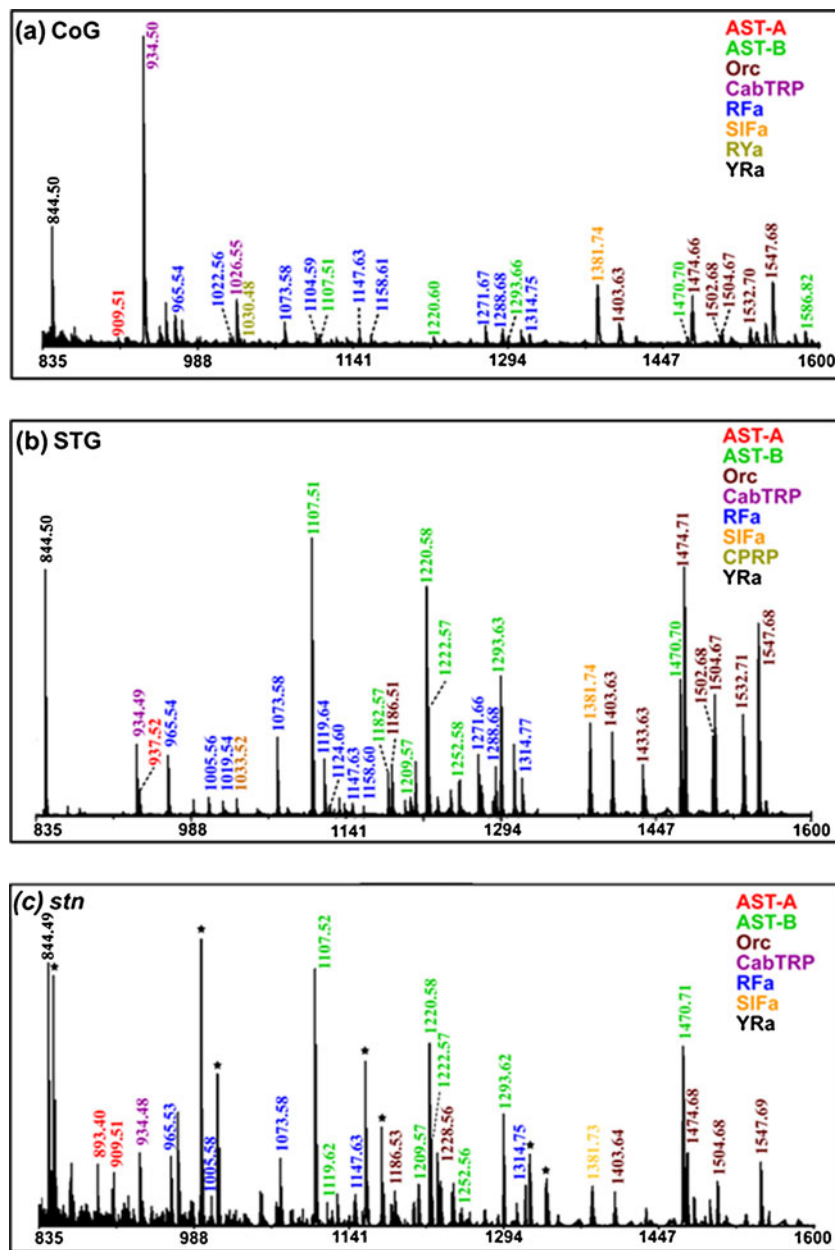 (a) CoG
AST-A
AST-B
Orc
CabTRP
RFa
SIFa
RYa
YRa
844.50
909.51
934.50
965.54
1022.56
1026.55
1030.48
1073.58
1104.59
1107.51
1147.63
1158.61
1220.60
1271.67
1288.68
1293.66
1314.75
1381.74
1403.63
1470.70
1474.66
1502.68
1504.67
1532.70
1547.68
1586.82
835 988 1141 1294 1447 1600
(b) STG
AST-A
AST-B
Orc
CabTRP
RFa
SIFa
CPRP
YRa
844.50
934.49
937.52
965.54
1005.56
1019.54
1033.52
1073.58
1107.51
1119.64
1124.60
1147.63
1158.60
1182.57
1186.51
1209.57
1220.58
1222.57
1252.58
1271.66
1288.68
1293.63
1314.77
1381.74
1403.63
1433.63
1470.70
1474.71
1502.68
1504.67
1532.71
1547.68
835 988 1141 1294 1447 1600
(c) stn
AST-A
AST-B
Orc
CabTRP
RFa
SIFa
YRa
844.49
893.40
909.51
934.48
965.53
1005.58
1073.58
1107.52
1119.62
1147.63
1186.53
1209.57
1220.58
1222.57
1228.56
1252.56
1293.62
1314.75
1381.73
1403.64
1470.71
1474.68
1504.68
1547.69
835 988 1141 1294 1447 1600